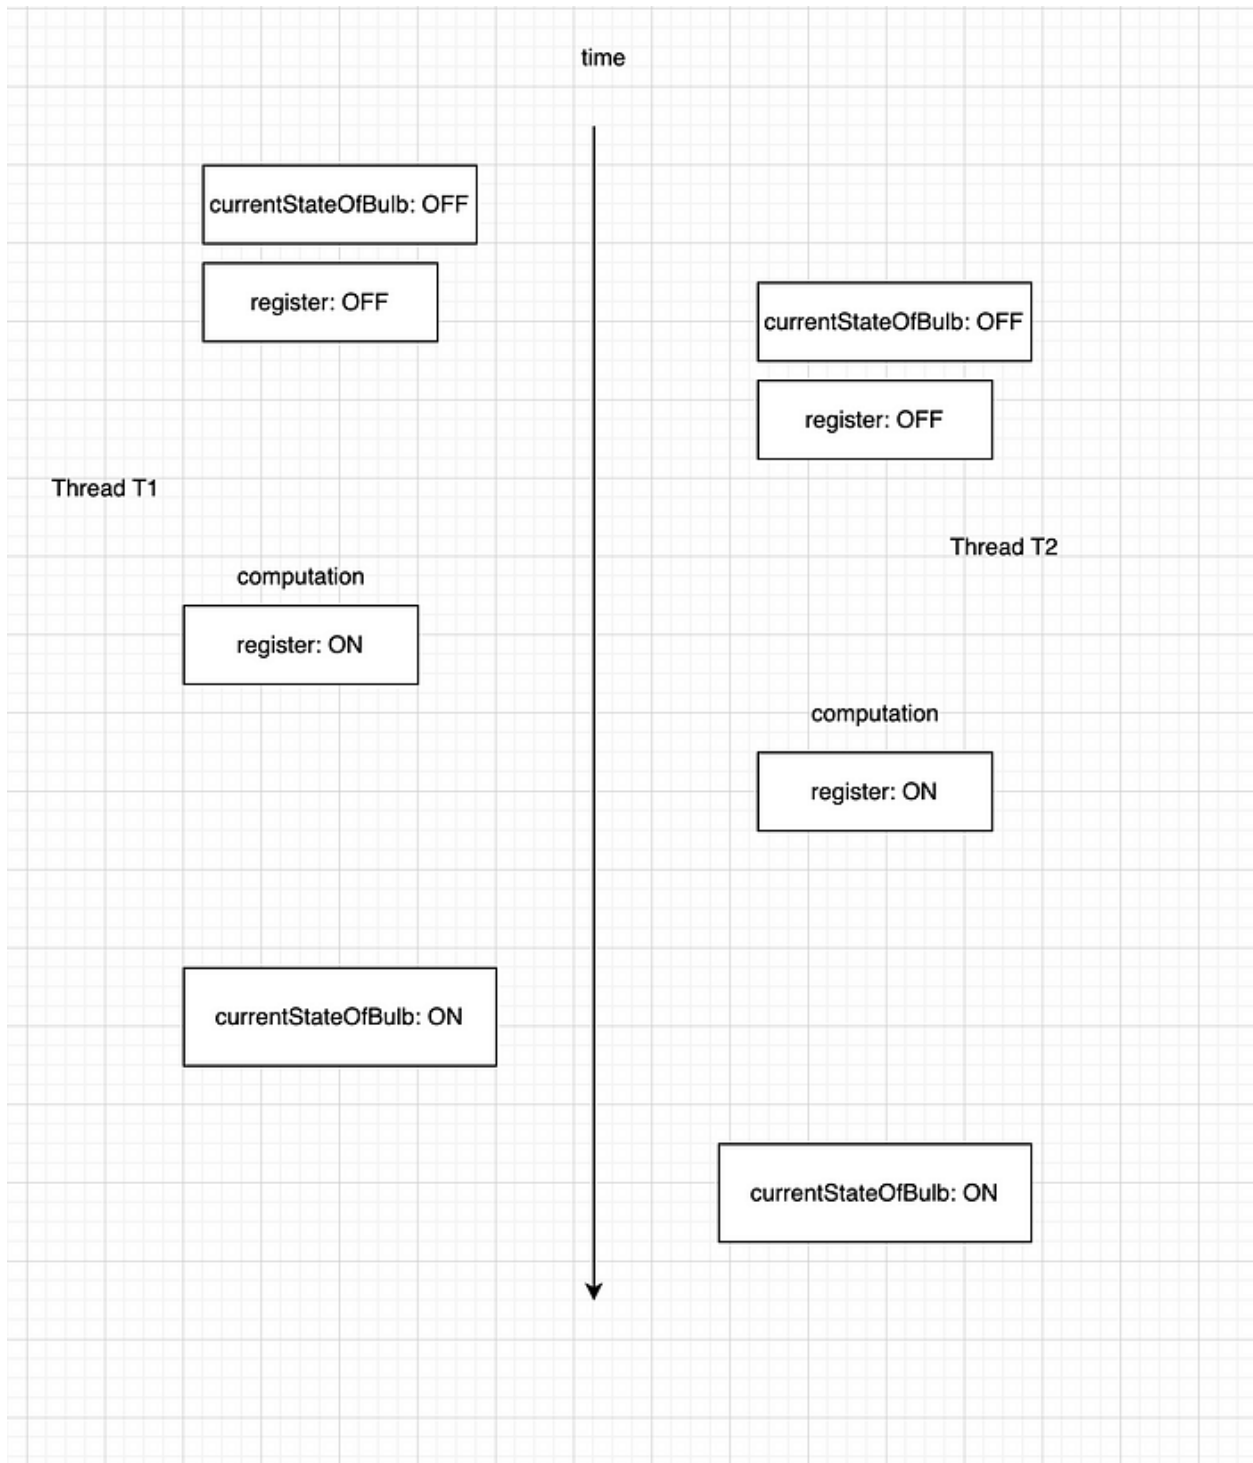 time
currentStateOfBulb: OFF
register: OFF
currentStateOfBulb: OFF
register: OFF
Thread T1
Thread T2
computation
register: ON
computation
register: ON
currentStateOfBulb: ON
currentStateOfBulb: ON